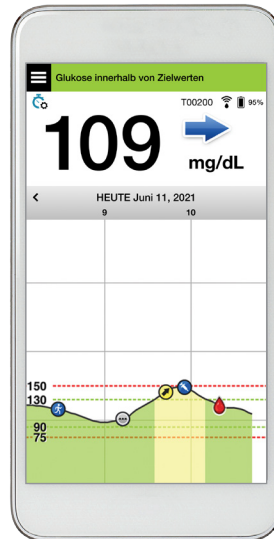 Glukose innerhalb von Zielwerten
T00200 95%
109
mg/dL
HEUTE Juni 11, 2021
9 10
150
130
90
75